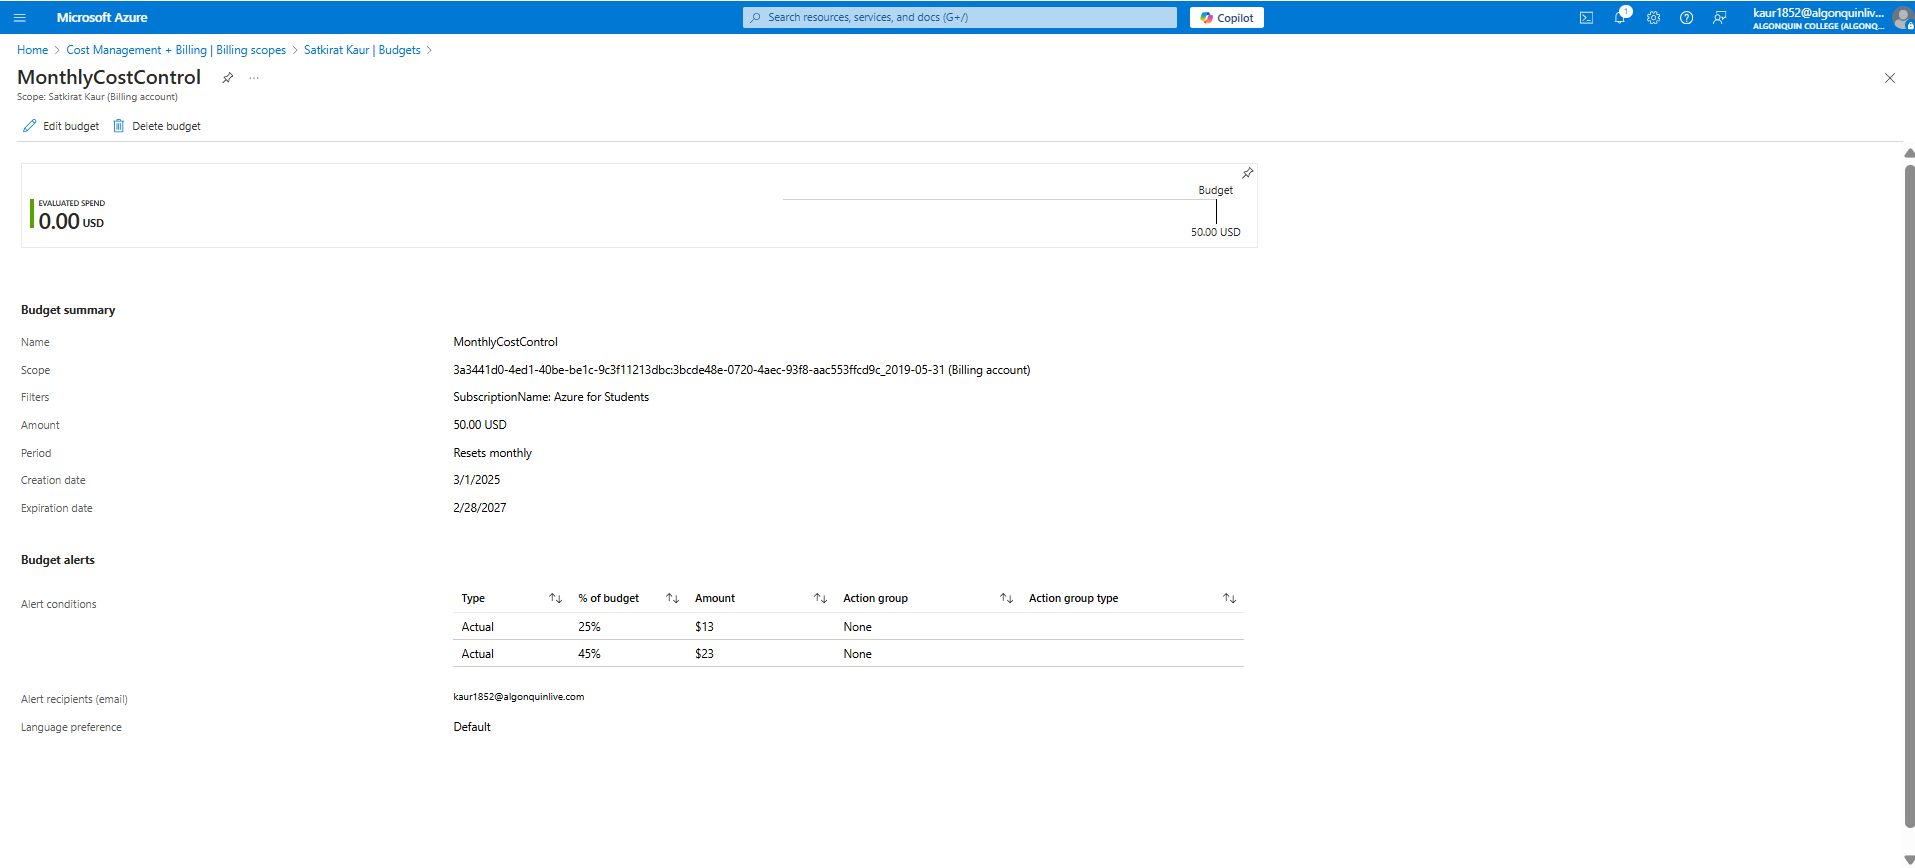 Microsoft Azure
Search resources, services, and docs (G+/)
Copilot
1
kaur1852@algonquinliv...
ALGONQUIN COLLEGE (ALGONQ...
Home > Cost Management + Billing | Billing scopes > Satkirat Kaur | Budgets >
MonthlyCostControl ...
Scope: Satkirat Kaur (Billing account)
Edit budget Delete budget
Budget
EVALUATED SPEND
0.00 USD
50.00 USD
Budget summary
Name MonthlyCostControl
Scope 3a3441d0-4ed1-40be-be1c-9c3f11213dbc:3bcde48e-0720-4aec-93f8-aac553ffcd9c_2019-05-31 (Billing account)
Filters SubscriptionName: Azure for Students
Amount 50.00 USD
Period Resets monthly
Creation date 3/1/2025
Expiration date 2/28/2027
Budget alerts
Alert conditions
Type % of budget Amount Action group Action group type
Actual 25% $13 None
Actual 45% $23 None
Alert recipients (email) kaur1852@algonquinlive.com
Language preference Default